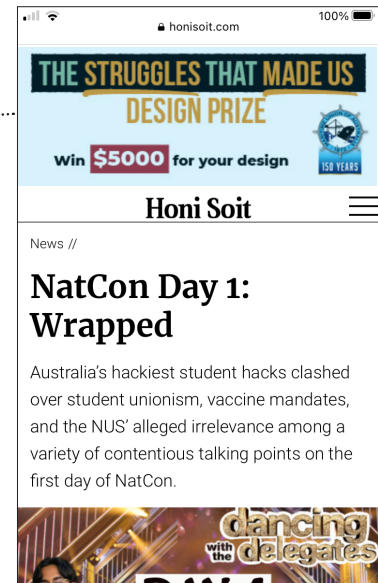 100%
honisoit.com
THE STRUGGLES THAT MADE US
DESIGN PRIZE
Win $5000 for your design
150 YEARS
Honi Soit
News //
NatCon Day 1:
Wrapped
Australia's hackiest student hacks clashed
over student unionism, vaccine mandates,
and the NUS' alleged irrelevance among a
variety of contentious talking points on the
first day of NatCon.
dancing
with
the delegates